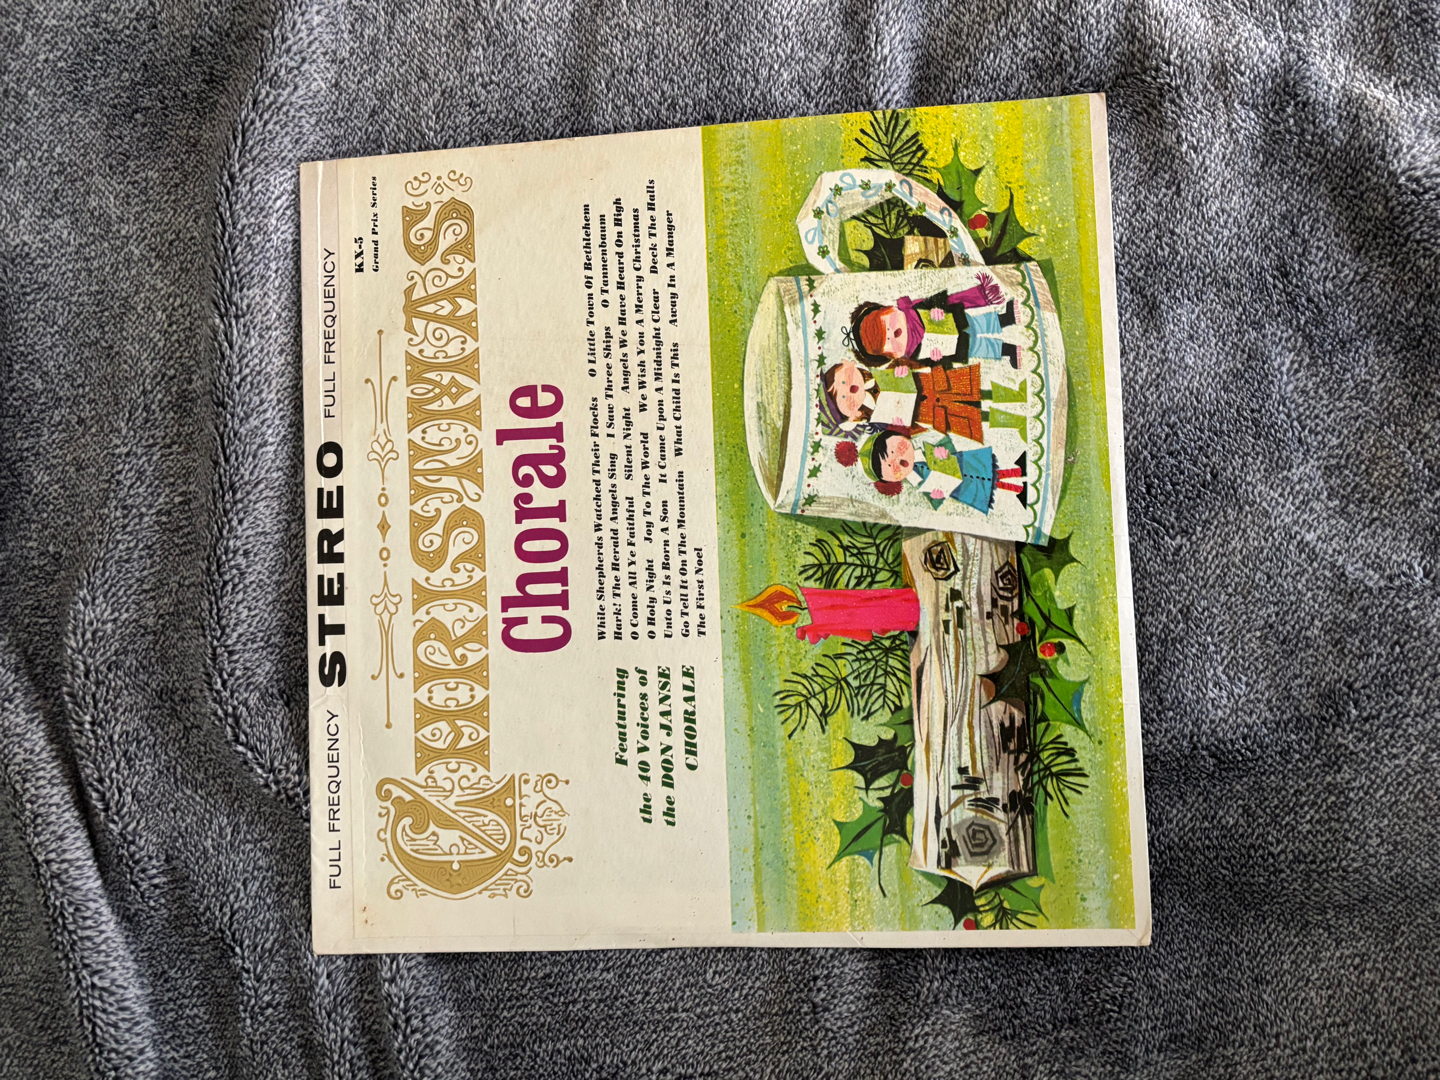 FULL FREQUENCY STEREO FULL FREQUENCY
KX-5
Grand Prix Series
CHRISTMAS
Chorale
Featuring
the 40 Voices of
the DON JANSE
CHORALE
While Shepherds Watched Their Flocks O Little Town Of Bethlehem
Hark! The Herald Angels Sing I Saw Three Ships O Tannenbaum
O Come All Ye Faithful Silent Night Angels We Have Heard On High
O Holy Night Joy To The World We Wish You A Merry Christmas
Unto Us Is Born A Son It Came Upon A Midnight Clear Deck The Halls
Go Tell It On The Mountain What Child Is This Away In A Manger
The First Noel